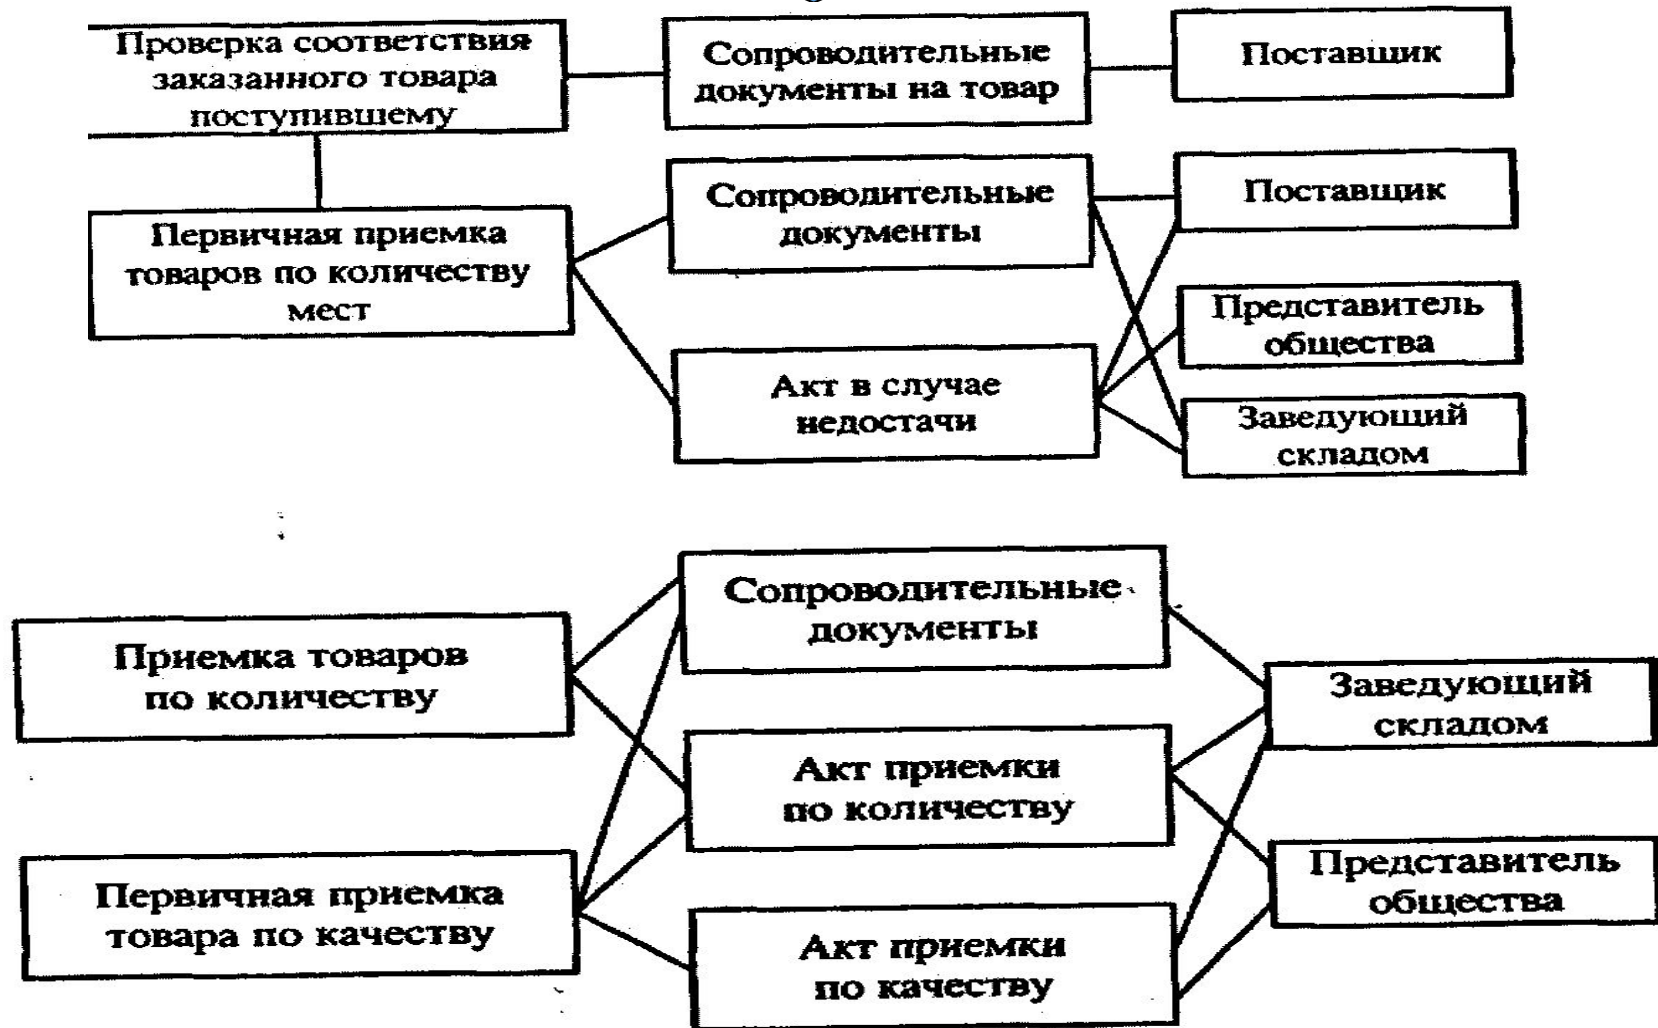 Проверка соответствия
заказанного товара
поступившему
Сопроводительные
документы на товар
Поставщик
Первичная приемка
товаров по количеству
мест
Сопроводительные
документы
Поставщик
Представитель
общества
Акт в случае
недостачи
Заведующий
складом
Приемка товаров
по количеству
Сопроводительные
документы
Заведующий
складом
Акт приемки
по количеству
Первичная приемка
товара по качеству
Представитель
общества
Акт приемки
по качеству